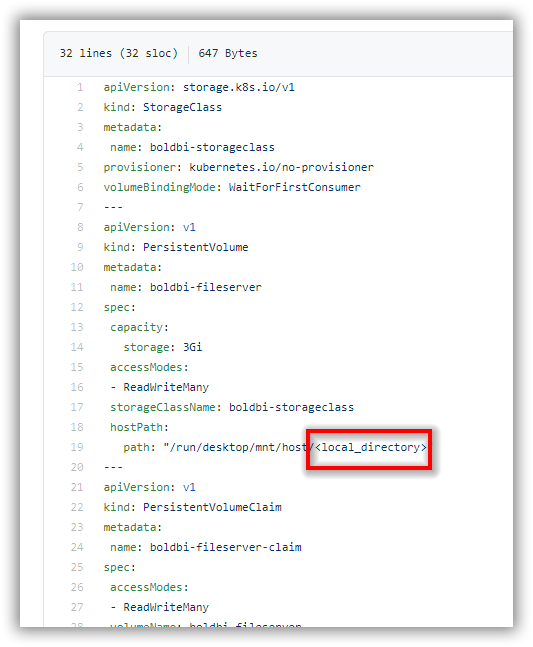 32 lines (32 sloc) 647 Bytes
1 apiVersion: storage.k8s.io/v1
2 kind: StorageClass
3 metadata:
4  name: boldbi-storageclass
5 provisioner: kubernetes.io/no-provisioner
6 volumeBindingMode: WaitForFirstConsumer
7 ---
8 apiVersion: v1
9 kind: PersistentVolume
10 metadata:
11  name: boldbi-fileserver
12 spec:
13  capacity:
14    storage: 3Gi
15  accessModes:
16  - ReadWriteMany
17  storageClassName: boldbi-storageclass
18  hostPath:
19    path: "/run/desktop/mnt/host/<local_directory>
20 ---
21 apiVersion: v1
22 kind: PersistentVolumeClaim
23 metadata:
24  name: boldbi-fileserver-claim
25 spec:
26  accessModes:
27  - ReadWriteMany
28  volumeName: boldbi-fileserver